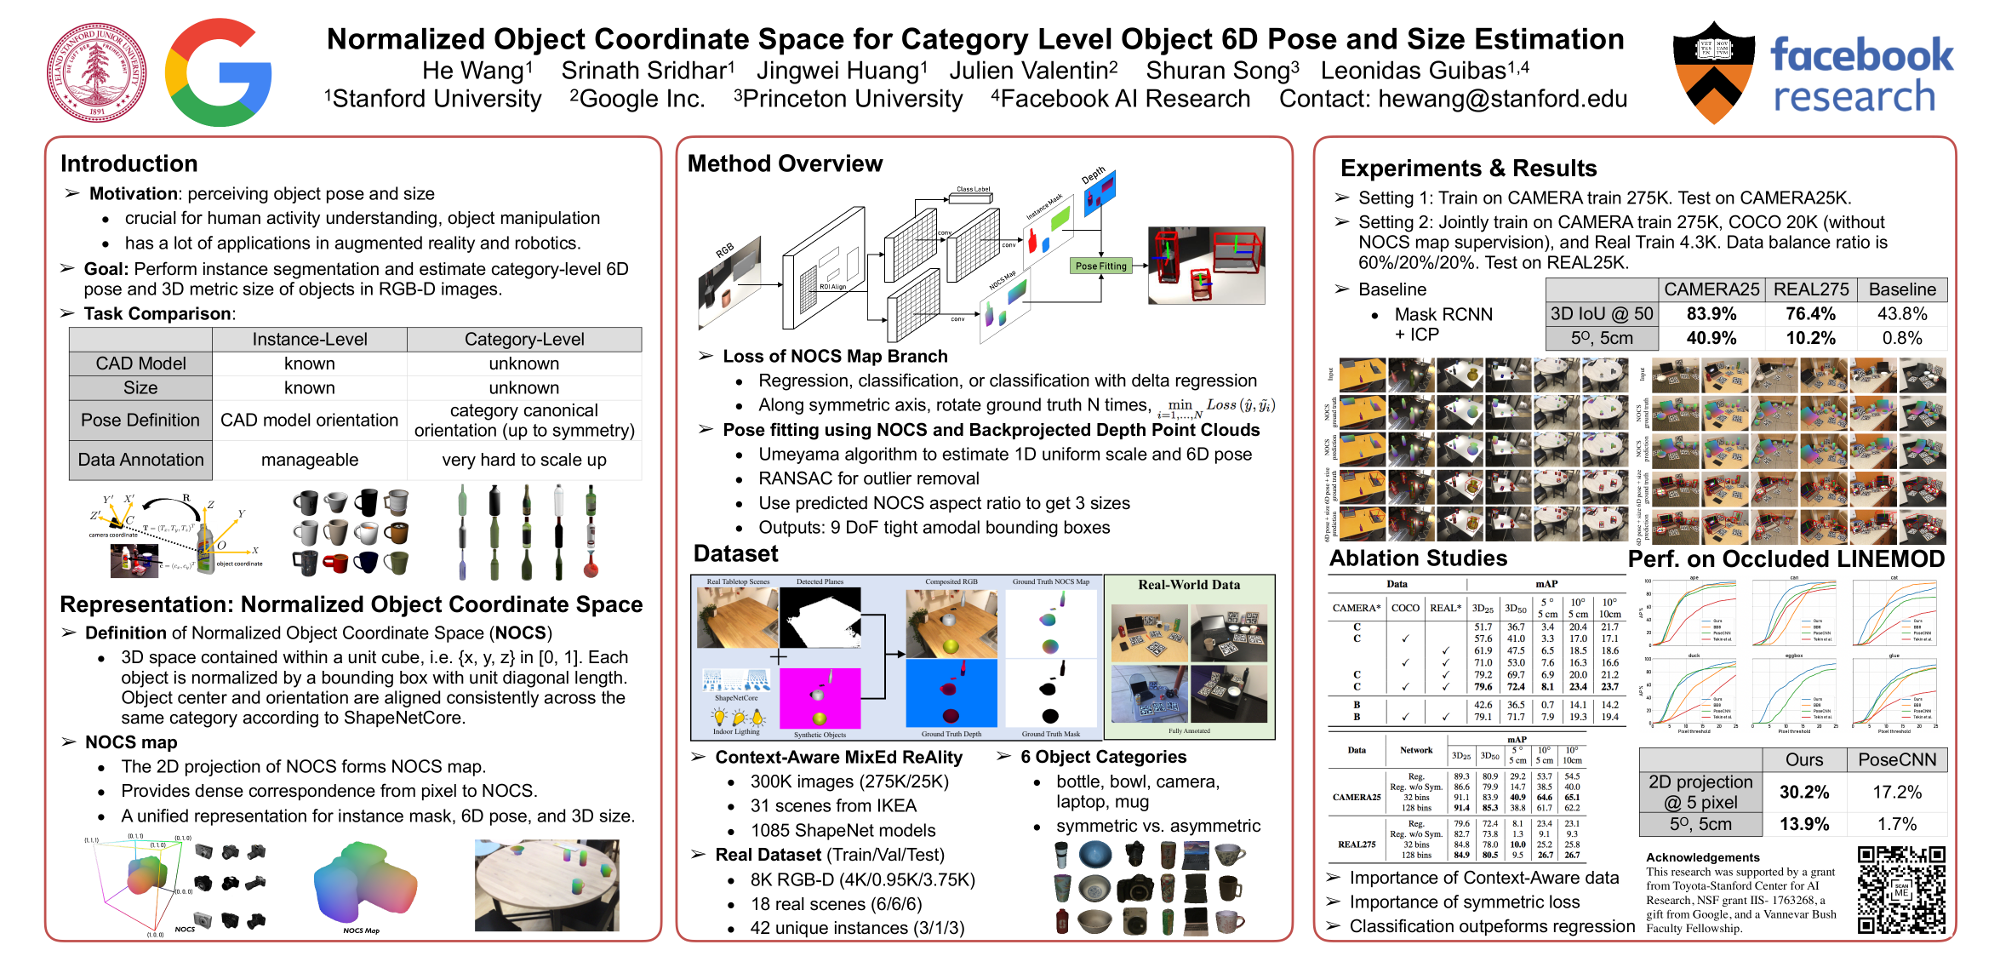 Normalized Object Coordinate Space for Category Level Object 6D Pose and Size Estimation
He Wang1 Srinath Sridhar1 Jingwei Huang1 Julien Valentin2 Shuran Song3 Leonidas Guibas1,4
1Stanford University 2Google Inc. 3Princeton University 4Facebook AI Research Contact: hewang@stanford.edu
facebook research
Introduction
➢ Motivation: perceiving object pose and size
• crucial for human activity understanding, object manipulation
• has a lot of applications in augmented reality and robotics.
➢ Goal: Perform instance segmentation and estimate category-level 6D
pose and 3D metric size of objects in RGB-D images.
➢ Task Comparison:
Instance-Level Category-Level
CAD Model known unknown
Size known unknown
Pose Definition CAD model orientation category canonical
orientation (up to symmetry)
Data Annotation manageable very hard to scale up
camera coordinate
object coordinate
Representation: Normalized Object Coordinate Space
➢ Definition of Normalized Object Coordinate Space (NOCS)
• 3D space contained within a unit cube, i.e. {x, y, z} in [0, 1]. Each
object is normalized by a bounding box with unit diagonal length.
Object center and orientation are aligned consistently across the
same category according to ShapeNetCore.
➢ NOCS map
• The 2D projection of NOCS forms NOCS map.
• Provides dense correspondence from pixel to NOCS.
• A unified representation for instance mask, 6D pose, and 3D size.
(1,1,1) (0,1,1) (0,1,0)
(1,1,0)
(0,0,0)
(1,0,0)
NOCS
NOCS Map
Method Overview
RGB
ROI Align
conv
conv
conv
Class Label
Instance Mask
NOCS Map
Depth
Pose Fitting
➢ Loss of NOCS Map Branch
• Regression, classification, or classification with delta regression
• Along symmetric axis, rotate ground truth N times, min i=1,...,N Loss(ŷ, ỹi)
➢ Pose fitting using NOCS and Backprojected Depth Point Clouds
• Umeyama algorithm to estimate 1D uniform scale and 6D pose
• RANSAC for outlier removal
• Use predicted NOCS aspect ratio to get 3 sizes
• Outputs: 9 DoF tight amodal bounding boxes
Dataset
Real Tabletop Scenes Detected Planes Composited RGB Ground Truth NOCS Map
Real-World Data
ShapeNetCore
Indoor Ligthing
Synthetic Objects
Ground Truth Depth
Ground Truth Mask
Fully Annotated
➢ Context-Aware MixEd ReAlity
• 300K images (275K/25K)
• 31 scenes from IKEA
• 1085 ShapeNet models
➢ Real Dataset (Train/Val/Test)
• 8K RGB-D (4K/0.95K/3.75K)
• 18 real scenes (6/6/6)
• 42 unique instances (3/1/3)
➢ 6 Object Categories
• bottle, bowl, camera,
laptop, mug
• symmetric vs. asymmetric
Experiments & Results
➢ Setting 1: Train on CAMERA train 275K. Test on CAMERA25K.
➢ Setting 2: Jointly train on CAMERA train 275K, COCO 20K (without
NOCS map supervision), and Real Train 4.3K. Data balance ratio is
60%/20%/20%. Test on REAL25K.
➢ Baseline
• Mask RCNN
+ ICP
CAMERA25 REAL275 Baseline
3D IoU @ 50 83.9% 76.4% 43.8%
5O, 5cm 40.9% 10.2% 0.8%
Input
NOCS ground truth
NOCS prediction
6D pose + size ground truth
6D pose + size prediction
Input
NOCS ground truth
NOCS prediction
6D pose + size ground truth
6D pose + size prediction
Ablation Studies
Data mAP
CAMERA* COCO REAL* 3D25 3D50 5 ° 5 cm 10° 5 cm 10° 10cm
C 51.7 36.7 3.4 20.4 21.7
C ✓ 57.6 41.0 3.3 17.0 17.1
✓ 61.9 47.5 6.5 18.5 18.6
✓ ✓ 71.0 53.0 7.6 16.3 16.6
C ✓ 79.2 69.7 6.9 20.0 21.2
C ✓ ✓ 79.6 72.4 8.1 23.4 23.7
B 42.6 36.5 0.7 14.1 14.2
B ✓ ✓ 79.1 71.7 7.9 19.3 19.4
Data Network mAP
3D25 3D50 5 ° 5 cm 10° 5 cm 10° 10cm
CAMERA25
Reg. 89.3 80.9 29.2 53.7 54.5
Reg. w/o Sym. 86.6 79.9 14.7 38.5 40.0
32 bins 91.1 83.9 40.9 64.6 65.1
128 bins 91.4 85.3 38.8 61.7 62.2
REAL275
Reg. 79.6 72.4 8.1 23.4 23.1
Reg. w/o Sym. 82.7 73.8 1.3 9.1 9.3
32 bins 84.8 78.0 10.0 25.2 25.8
128 bins 84.9 80.5 9.5 26.7 26.7
➢ Importance of Context-Aware data
➢ Importance of symmetric loss
➢ Classification outpeforms regression
Perf. on Occluded LINEMOD
ape can cat
duck eggbox glue
Ours
BB8
PoseCNN
Tekin et al.
Pixel threshold
Ours PoseCNN
2D projection
@ 5 pixel 30.2% 17.2%
5O, 5cm 13.9% 1.7%
Acknowledgements
This research was supported by a grant
from Toyota-Stanford Center for AI
Research, NSF grant IIS- 1763268, a
gift from Google, and a Vannevar Bush
Faculty Fellowship.
SCAN
ME